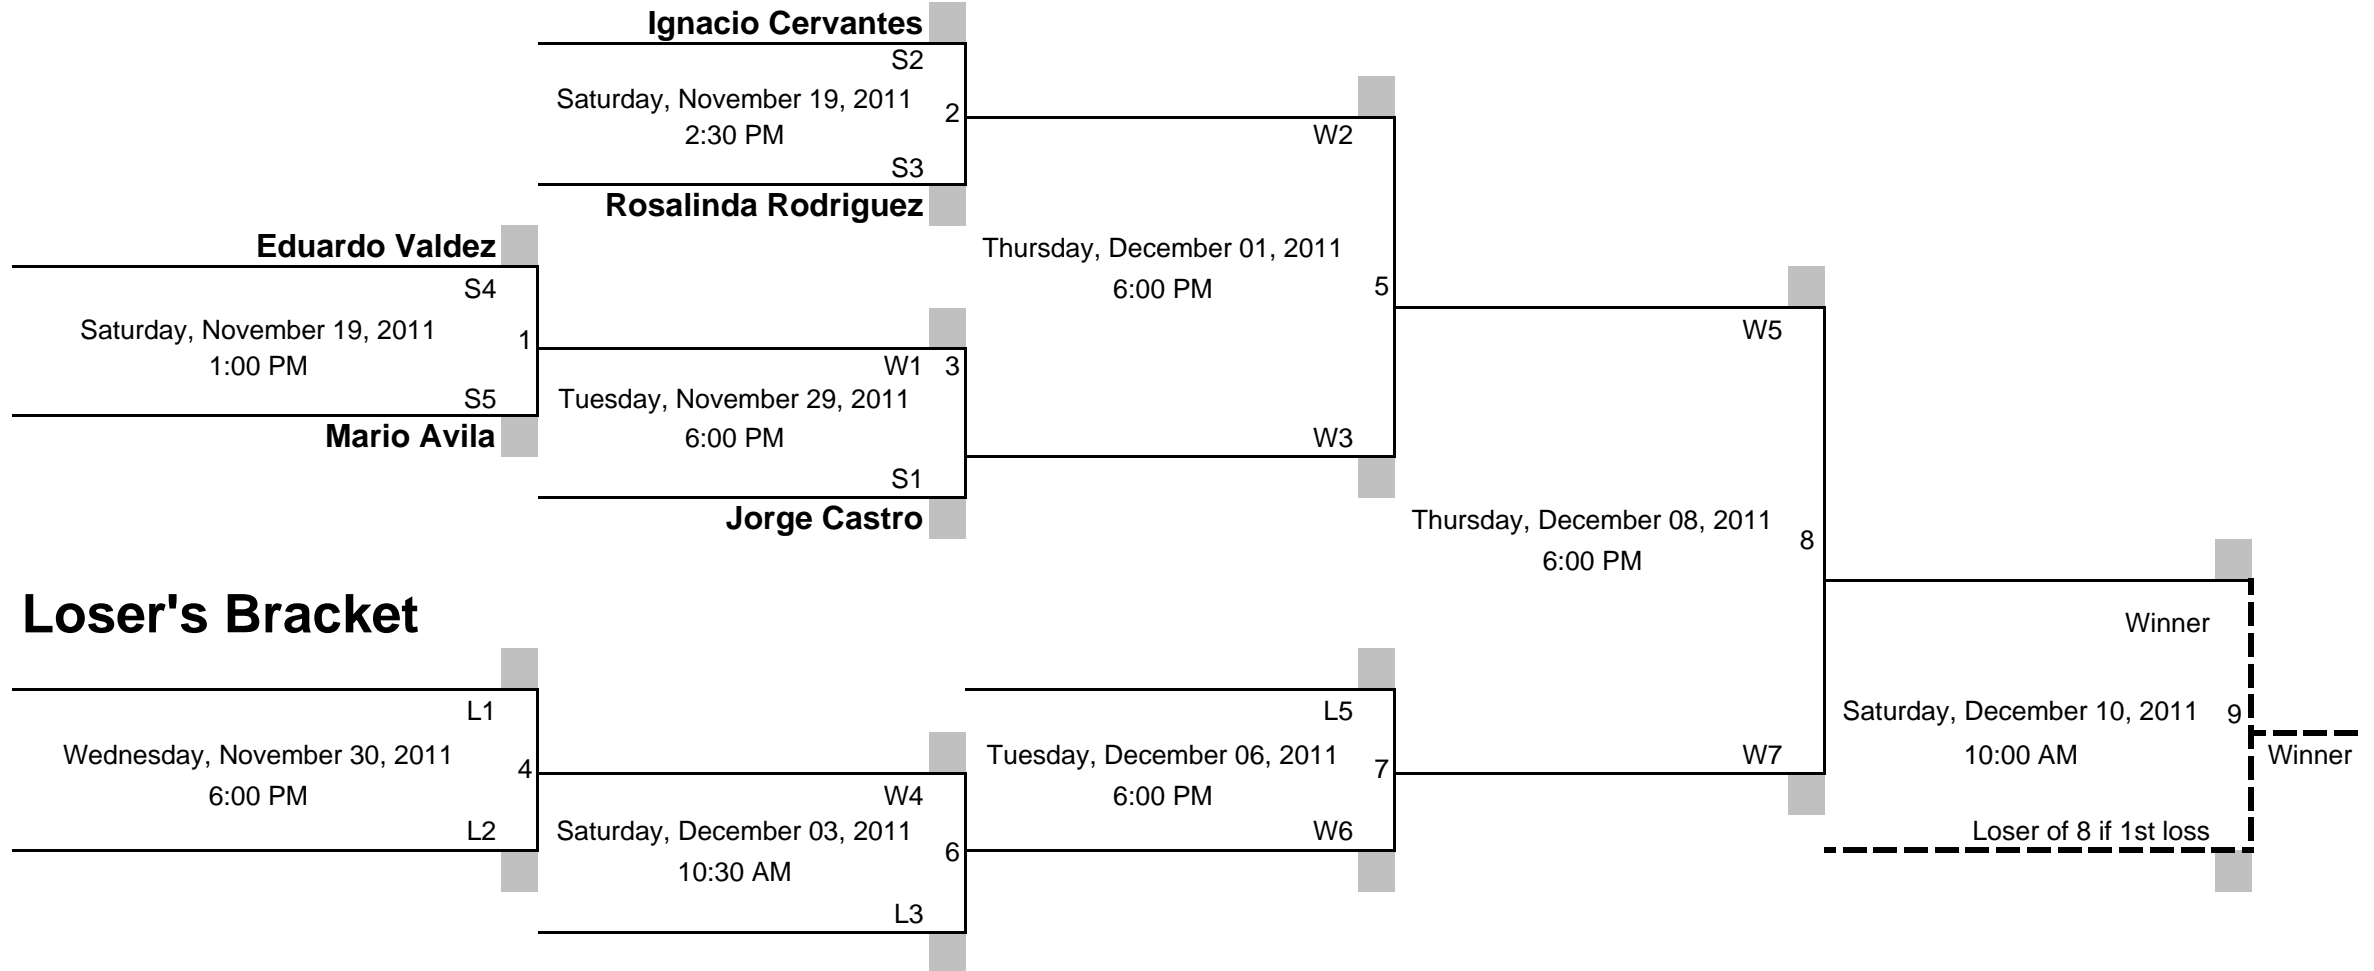 Ignacio Cervantes
S2
Saturday, November 19, 2011
2
2:30 PM
S3
Rosalinda Rodriguez
Eduardo Valdez
S4
Saturday, November 19, 2011
1
1:00 PM
S5
Mario Avila
W1
3
Tuesday, November 29, 2011
6:00 PM
S1
Jorge Castro
W2
Thursday, December 01, 2011
5
6:00 PM
W3
W5
Thursday, December 08, 2011
8
6:00 PM
W7
Loser's Bracket
L1
Wednesday, November 30, 2011
4
6:00 PM
L2
W4
Saturday, December 03, 2011
6
10:30 AM
L3
L5
Tuesday, December 06, 2011
7
6:00 PM
W6
Winner
Saturday, December 10, 2011
9
10:00 AM
Winner
Loser of 8 if 1st loss